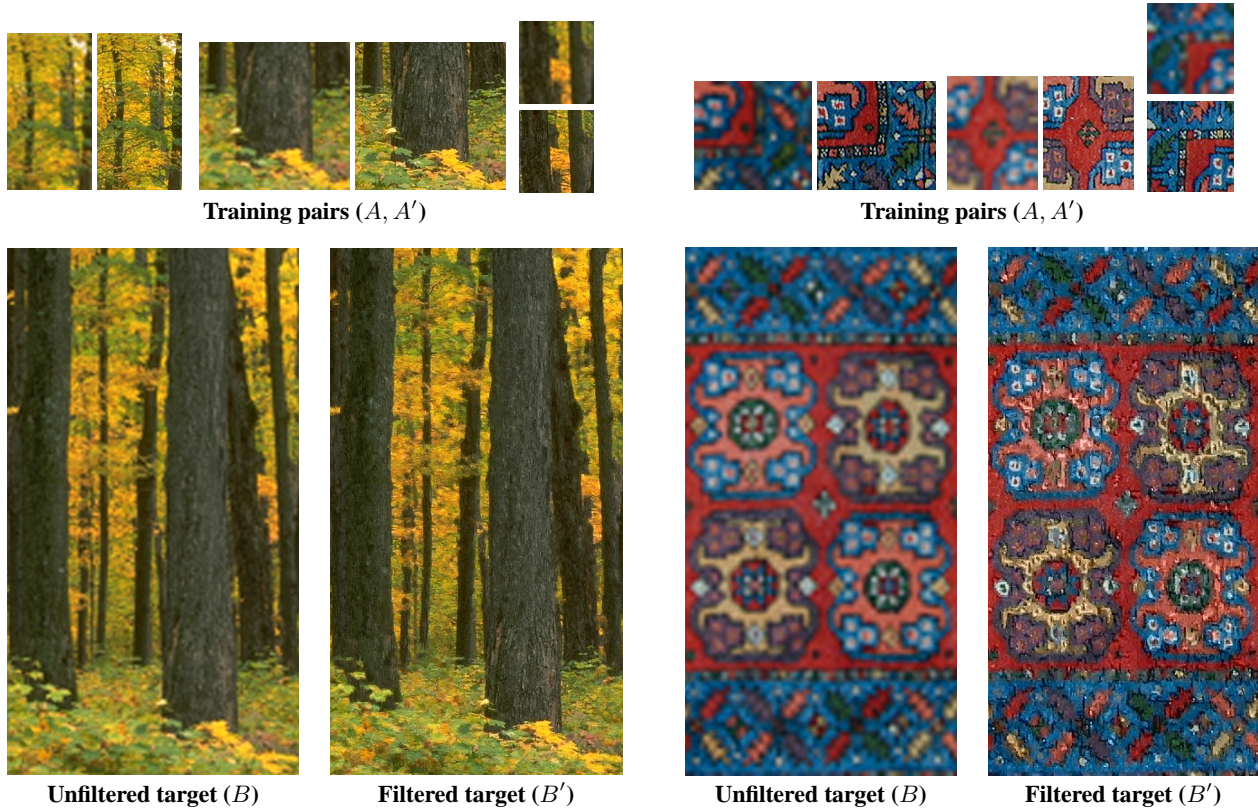 Training pairs (A, A′)
Training pairs (A, A′)
Unfiltered target (B)
Filtered target (B′)
Unfiltered target (B)
Filtered target (B′)